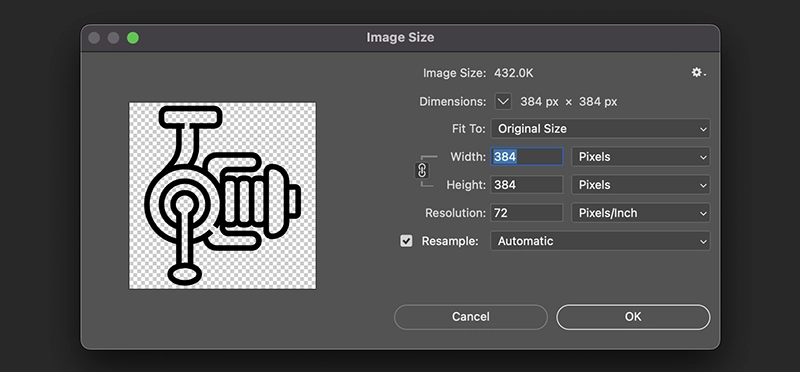 Image Size
Image Size: 432.0K
Dimensions: 384 px × 384 px
Fit To: Original Size
Width: 384 Pixels
Height: 384 Pixels
Resolution: 72 Pixels/Inch
Resample: Automatic
Cancel OK